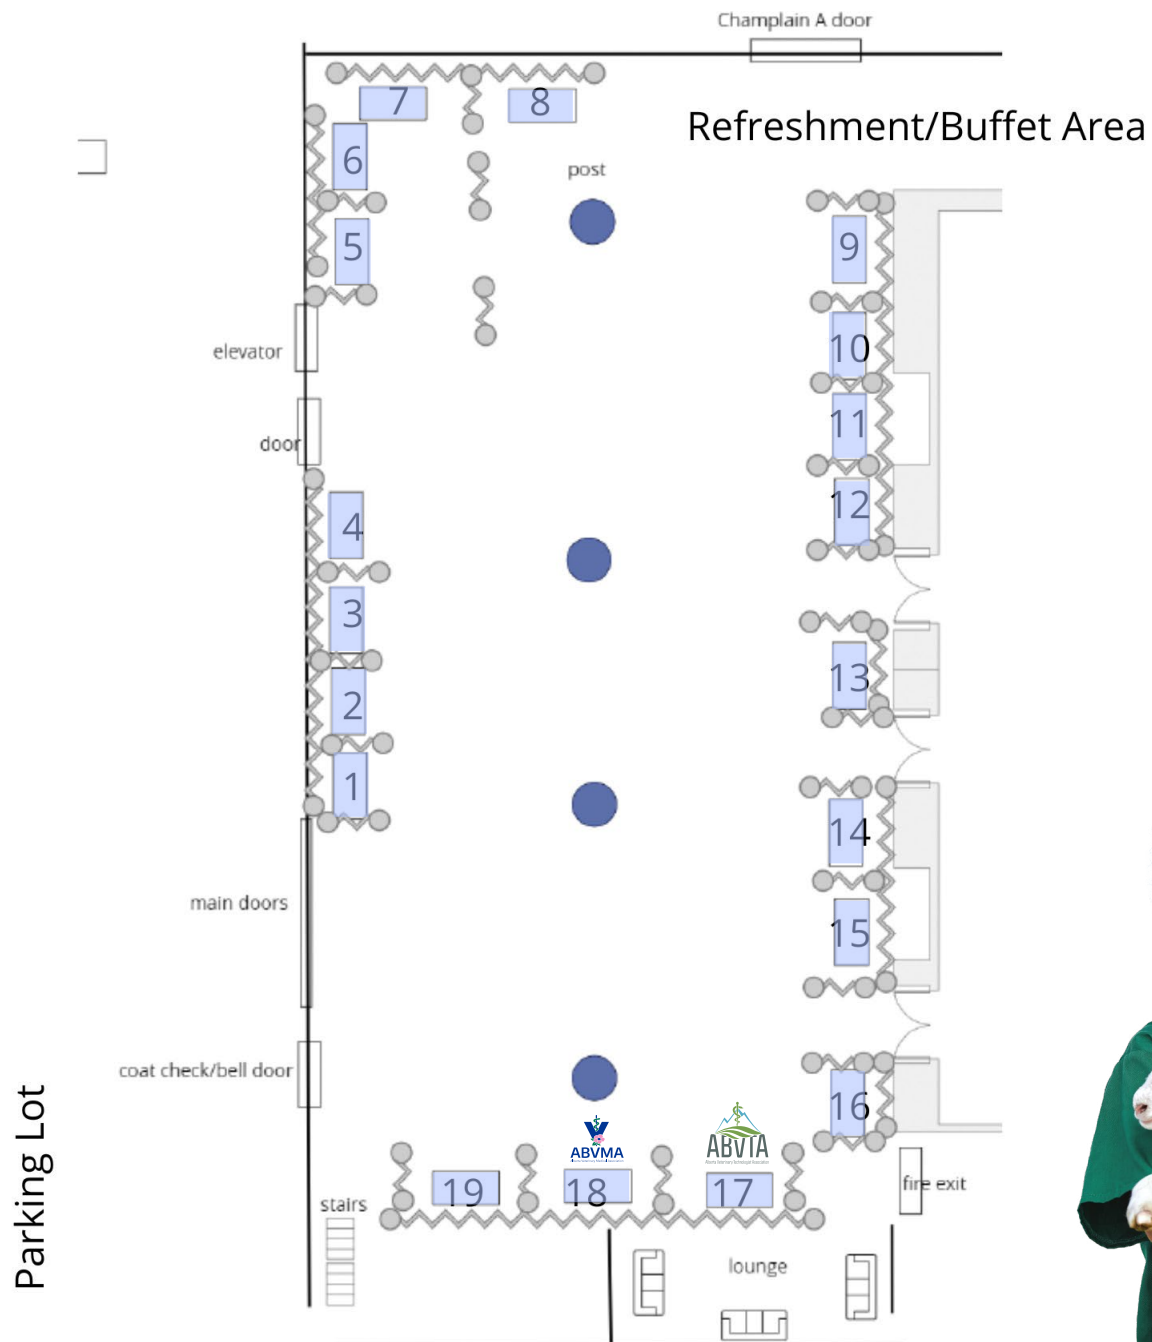 Champlain A door
7
8
Refreshment/Buffet Area
6
post
5
9
10
elevator
11
door
12
4
3
13
2
1
14
main doors
15
coat check/bell door
16
Parking Lot
ABVMA
ABVTA
19
18
17
fire exit
stairs
lounge